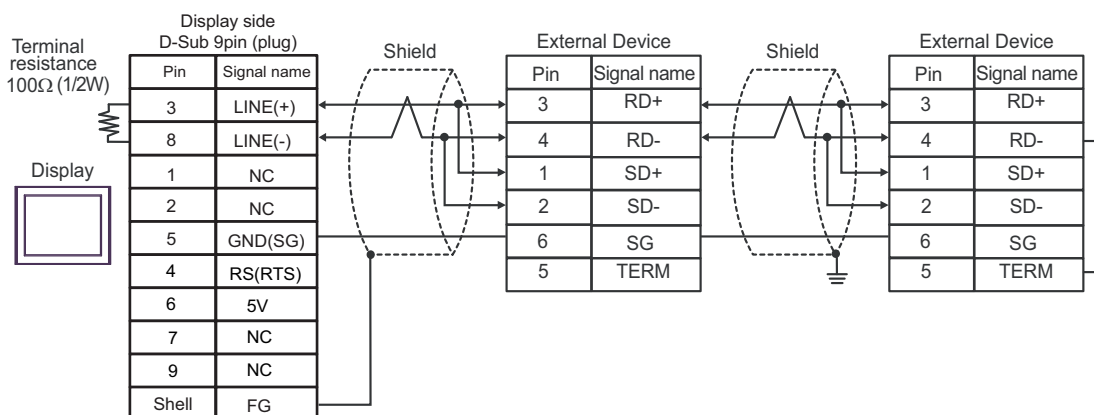 Display side
D-Sub 9pin (plug)
Terminal
resistance
100Ω (1/2W)
Pin Signal name
3 LINE(+)
8 LINE(-)
1 NC
2 NC
5 GND(SG)
4 RS(RTS)
6 5V
7 NC
9 NC
Shell FG
Display
Shield
External Device
Pin Signal name
3 RD+
4 RD-
1 SD+
2 SD-
6 SG
5 TERM
Shield
External Device
Pin Signal name
3 RD+
4 RD-
1 SD+
2 SD-
6 SG
5 TERM